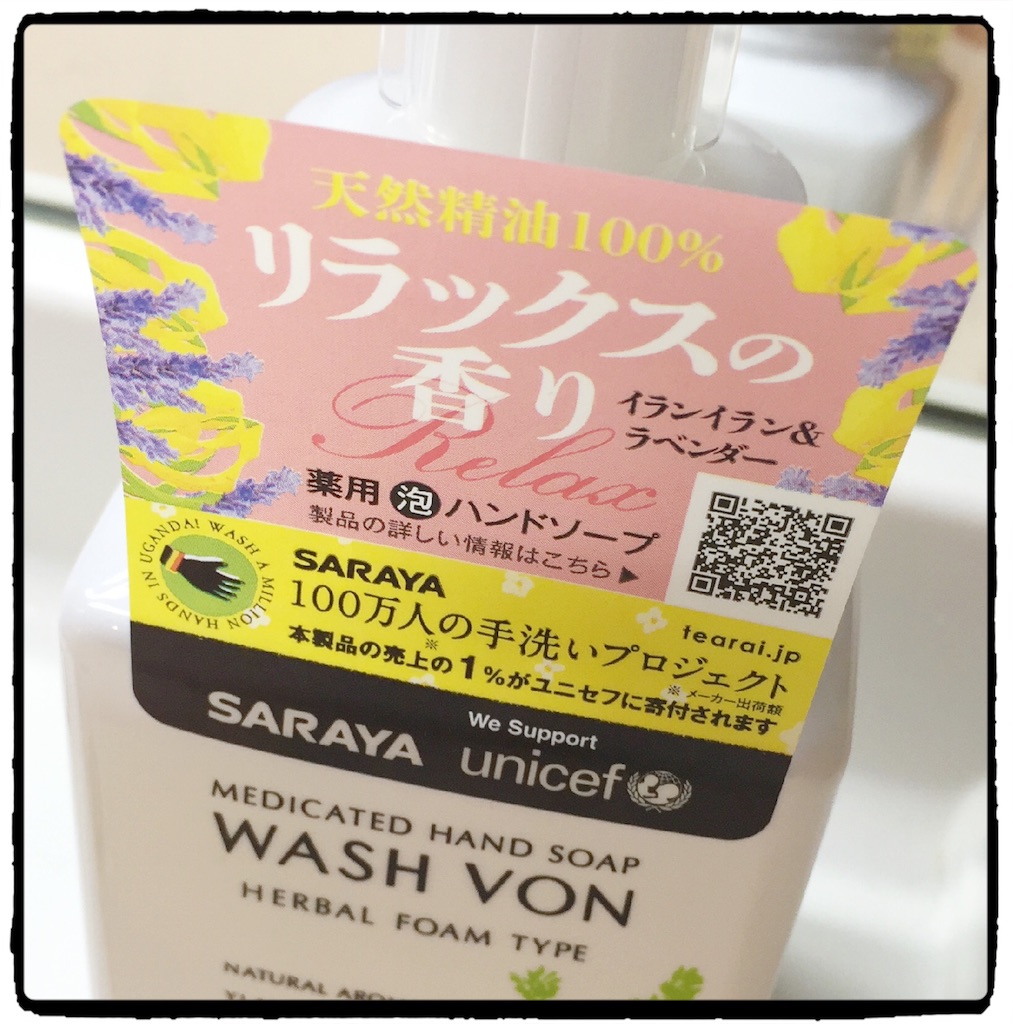 天然精油100%
リラックスの
香り
Relax
イランイラン&
ラベンダー
薬用 泡 ハンドソープ
製品の詳しい情報はこちら▶
WASH A MILLION HANDS IN UGANDA!
SARAYA
100万人の手洗いプロジェクト
tearai.jp
本製品の売上※の1%がユニセフに寄付されます
※メーカー出荷額
SARAYA
We Support
unicef
MEDICATED HAND SOAP
WASH VON
HERBAL FOAM TYPE
NATURAL